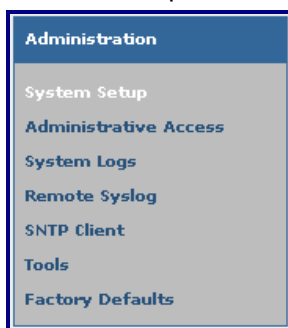 Administration
System Setup
Administrative Access
System Logs
Remote Syslog
SNTP Client
Tools
Factory Defaults